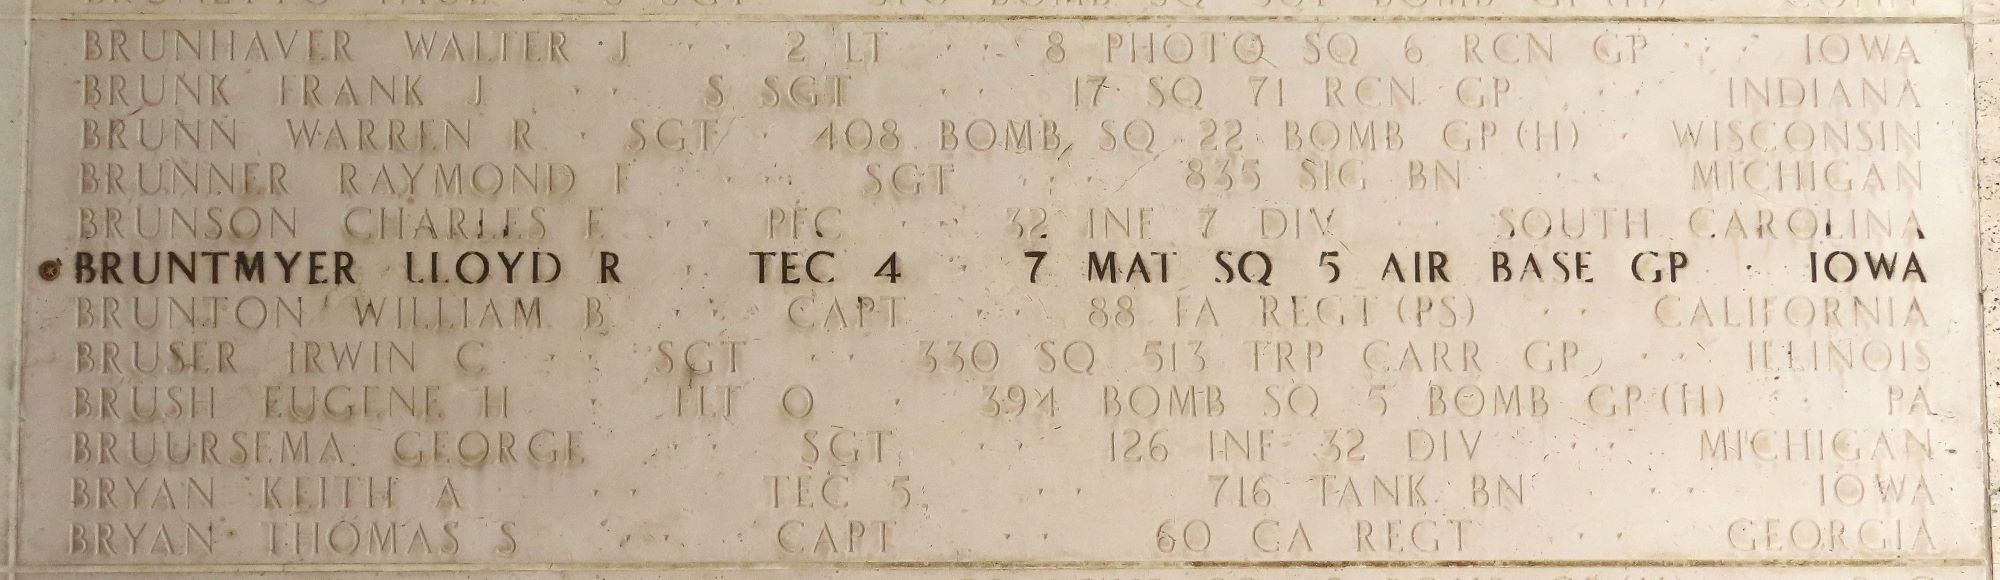 BRUNHAVER WALTER J · · 2 LT · · 8 PHOTO SQ 6 RCN GP · · IOWA
BRUNK FRANK J · · S SGT · · 17 SQ 71 RCN GP · · INDIANA
BRUNN WARREN R · SGT · 408 BOMB SQ 22 BOMB GP (H) · WISCONSIN
BRUNNER RAYMOND F · · SGT · · 835 SIG BN · · MICHIGAN
BRUNSON CHARLES E · · PFC · · 32 INF 7 DIV · · SOUTH CAROLINA
BRUNTMYER LLOYD R · TEC 4 · 7 MAT SQ 5 AIR BASE GP · IOWA
BRUNTON WILLIAM B · · CAPT · · 88 FA REGT (PS) · · CALIFORNIA
BRUSER IRWIN C · · SGT · · 330 SQ 513 TRP CARR GP · · ILLINOIS
BRUSH EUGENE H · FLT O · 394 BOMB SQ 5 BOMB GP (H) · PA
BRUURSEMA GEORGE · · SGT · · 126 INF 32 DIV · · MICHIGAN
BRYAN KEITH A · · TEC 5 · · 716 TANK BN · · IOWA
BRYAN THOMAS S · · CAPT · · 60 CA REGT · · GEORGIA